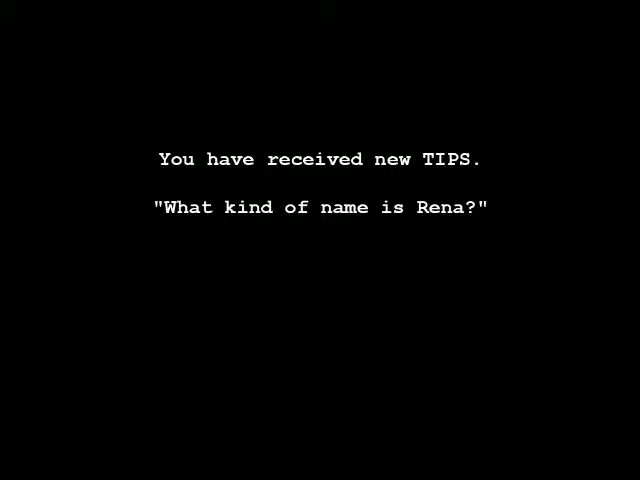 You have received new TIPS.
"What kind of name is Rena?"